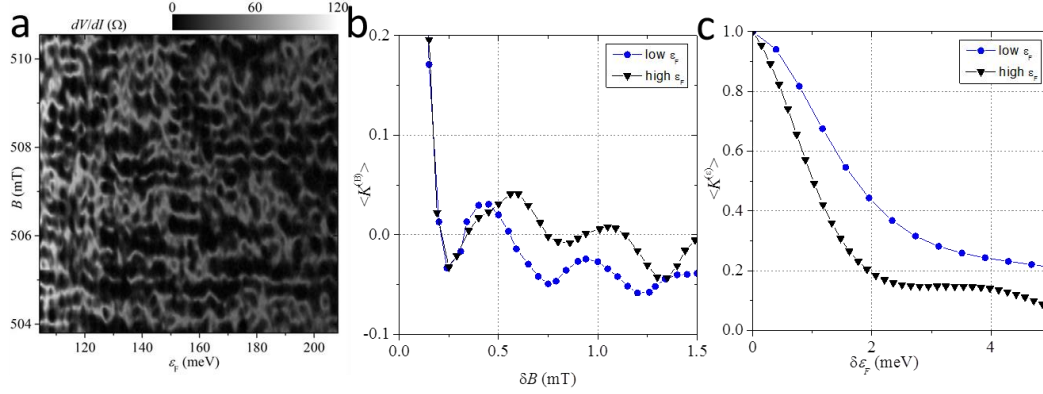 a
dV/dI (Ω)
0 60 120
510
508
506
504
B (mT)
120 140 160 180 200
ε_F (meV)
b
0.2
0.1
0.0
-0.1
<K^(B)>
low ε_F
high ε_F
0.0 0.5 1.0 1.5
δB (mT)
c
1.0
0.8
0.6
0.4
0.2
0.0
<K^(ε)>
low ε_F
high ε_F
0 2 4
δε_F (meV)